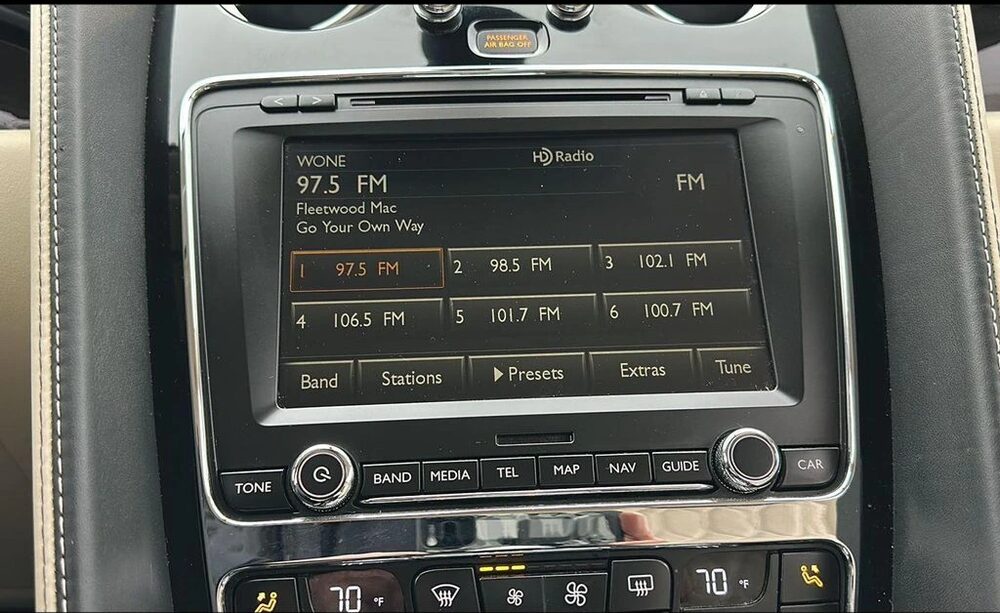 PASSENGER
AIR BAG OFF
WONE
HD Radio
97.5 FM
FM
Fleetwood Mac
Go Your Own Way
1 97.5 FM
2 98.5 FM
3 102.1 FM
4 106.5 FM
5 101.7 FM
6 100.7 FM
Band
Stations
Presets
Extras
Tune
TONE
BAND
MEDIA
TEL
MAP
NAV
GUIDE
CAR
70 °F
70 °F